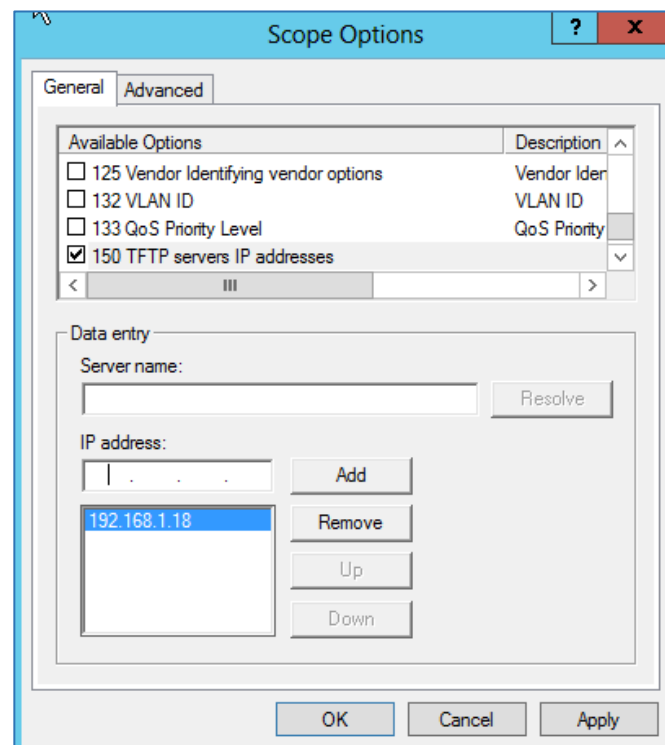 Scope Options
?
x
General Advanced
Available Options Description
125 Vendor Identifying vendor options Vendor Iden
132 VLAN ID VLAN ID
133 QoS Priority Level QoS Priority
150 TFTP servers IP addresses
Data entry
Server name:
Resolve
IP address:
. . .
Add
192.168.1.18
Remove
Up
Down
OK Cancel Apply